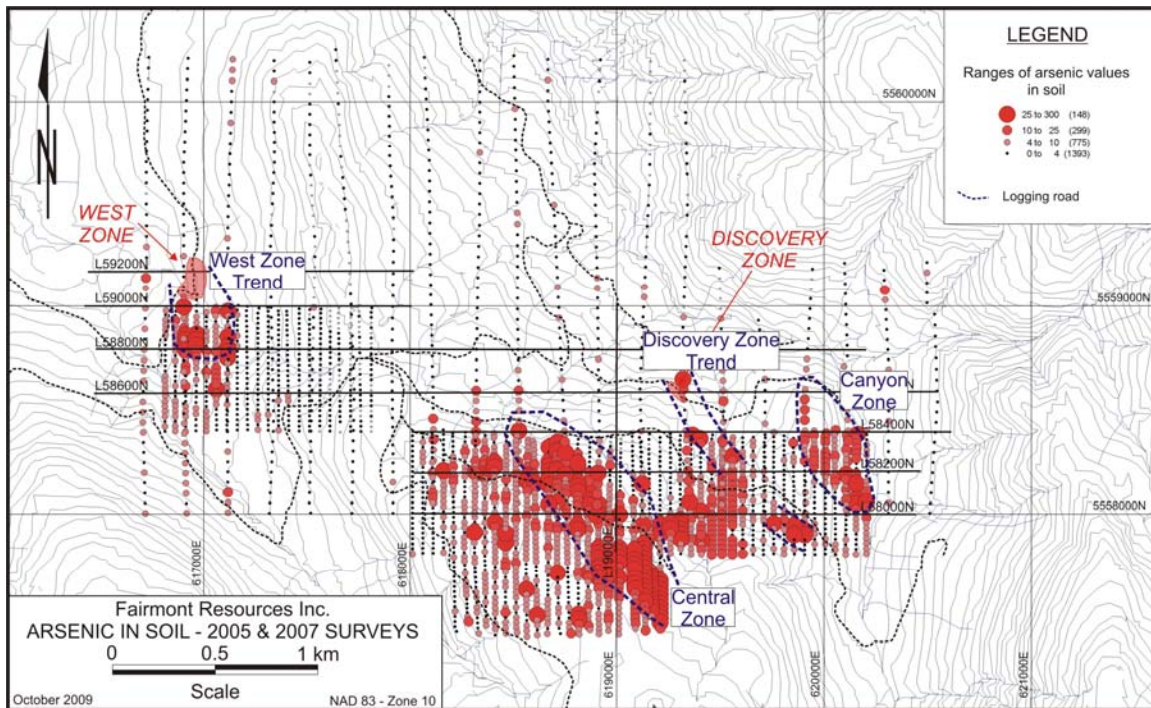 LEGEND
Ranges of arsenic values
in soil
25 to 300 (148)
10 to 25 (299)
4 to 10 (775)
0 to 4 (1393)
Logging road
5560000N
N
WEST
ZONE
West Zone
Trend
DISCOVERY
ZONE
L59200N
L59000N
5559000N
L58800N
Discovery Zone
Trend
L58600N
Canyon
Zone
L58400N
L58200N
L58000N
5558000N
617000E
618000E
L19000E
Central
Zone
619000E
620000E
621000E
Fairmont Resources Inc.
ARSENIC IN SOIL - 2005 & 2007 SURVEYS
0 0.5 1 km
Scale
October 2009 NAD 83 - Zone 10